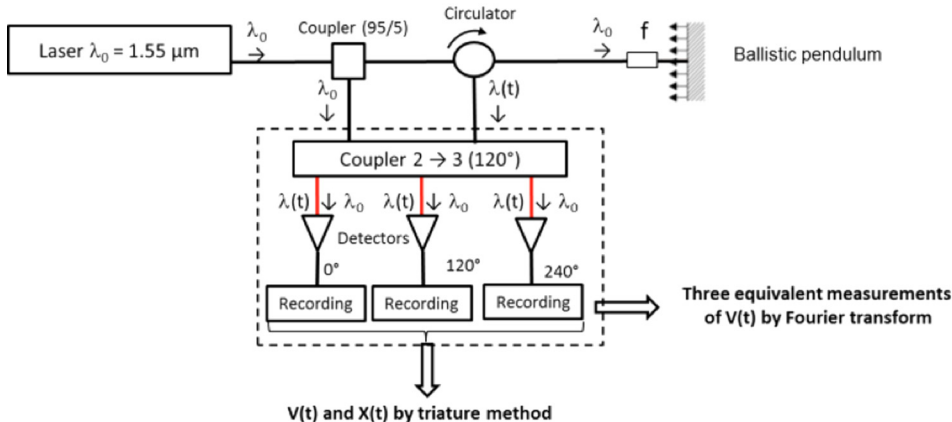 Laser λ₀ = 1.55 µm
λ₀
→
Coupler (95/5)
Circulator
λ₀
→
f
Ballistic pendulum
λ₀
↓
λ(t)
↓
Coupler 2 → 3 (120°)
λ(t) ↓ λ₀
λ(t) ↓ λ₀
λ(t) ↓ λ₀
Detectors
0°
120°
240°
Recording
Recording
Recording
Three equivalent measurements
of V(t) by Fourier transform
V(t) and X(t) by triature method